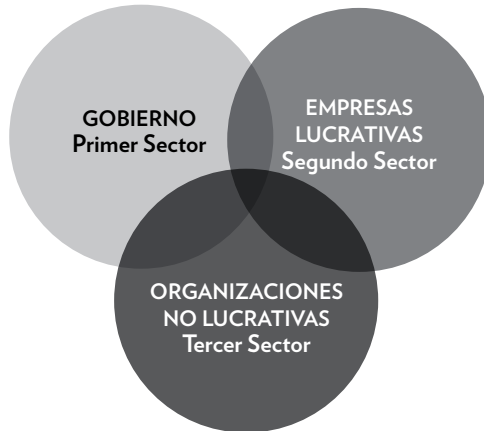 GOBIERNO
Primer Sector
EMPRESAS
LUCRATIVAS
Segundo Sector
ORGANIZACIONES
NO LUCRATIVAS
Tercer Sector